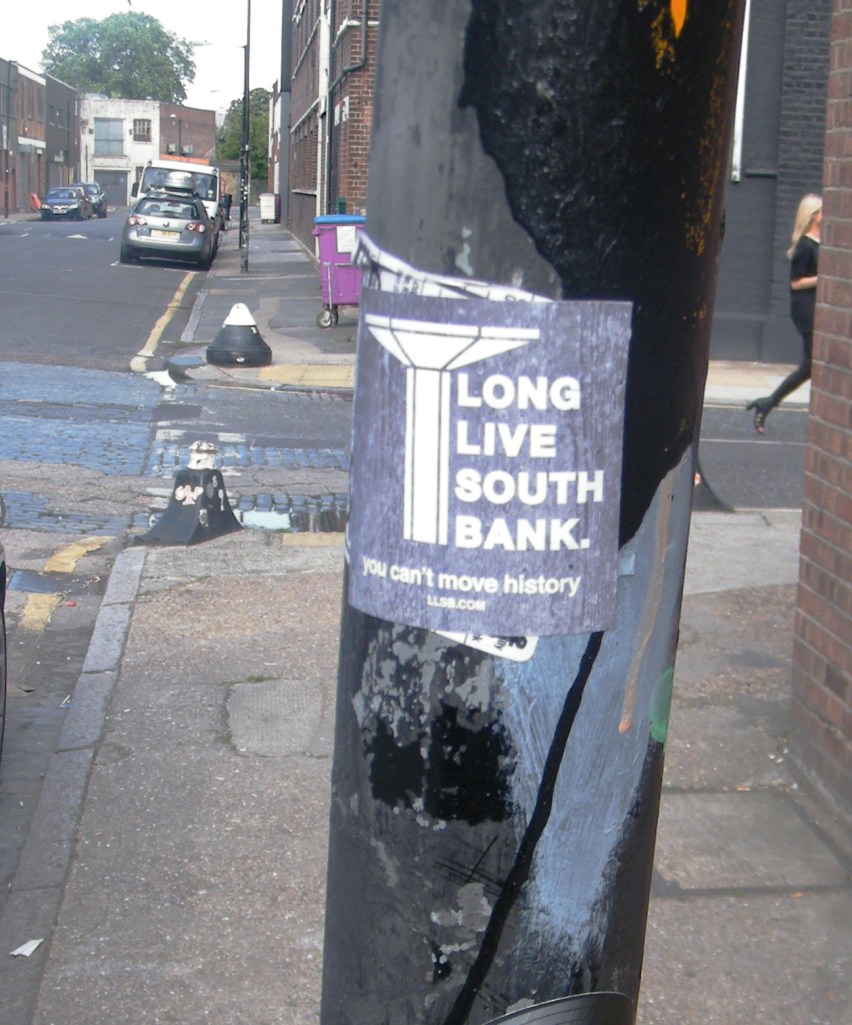 LONG
LIVE
SOUTH
BANK.
you can't move history
LLSB.COM